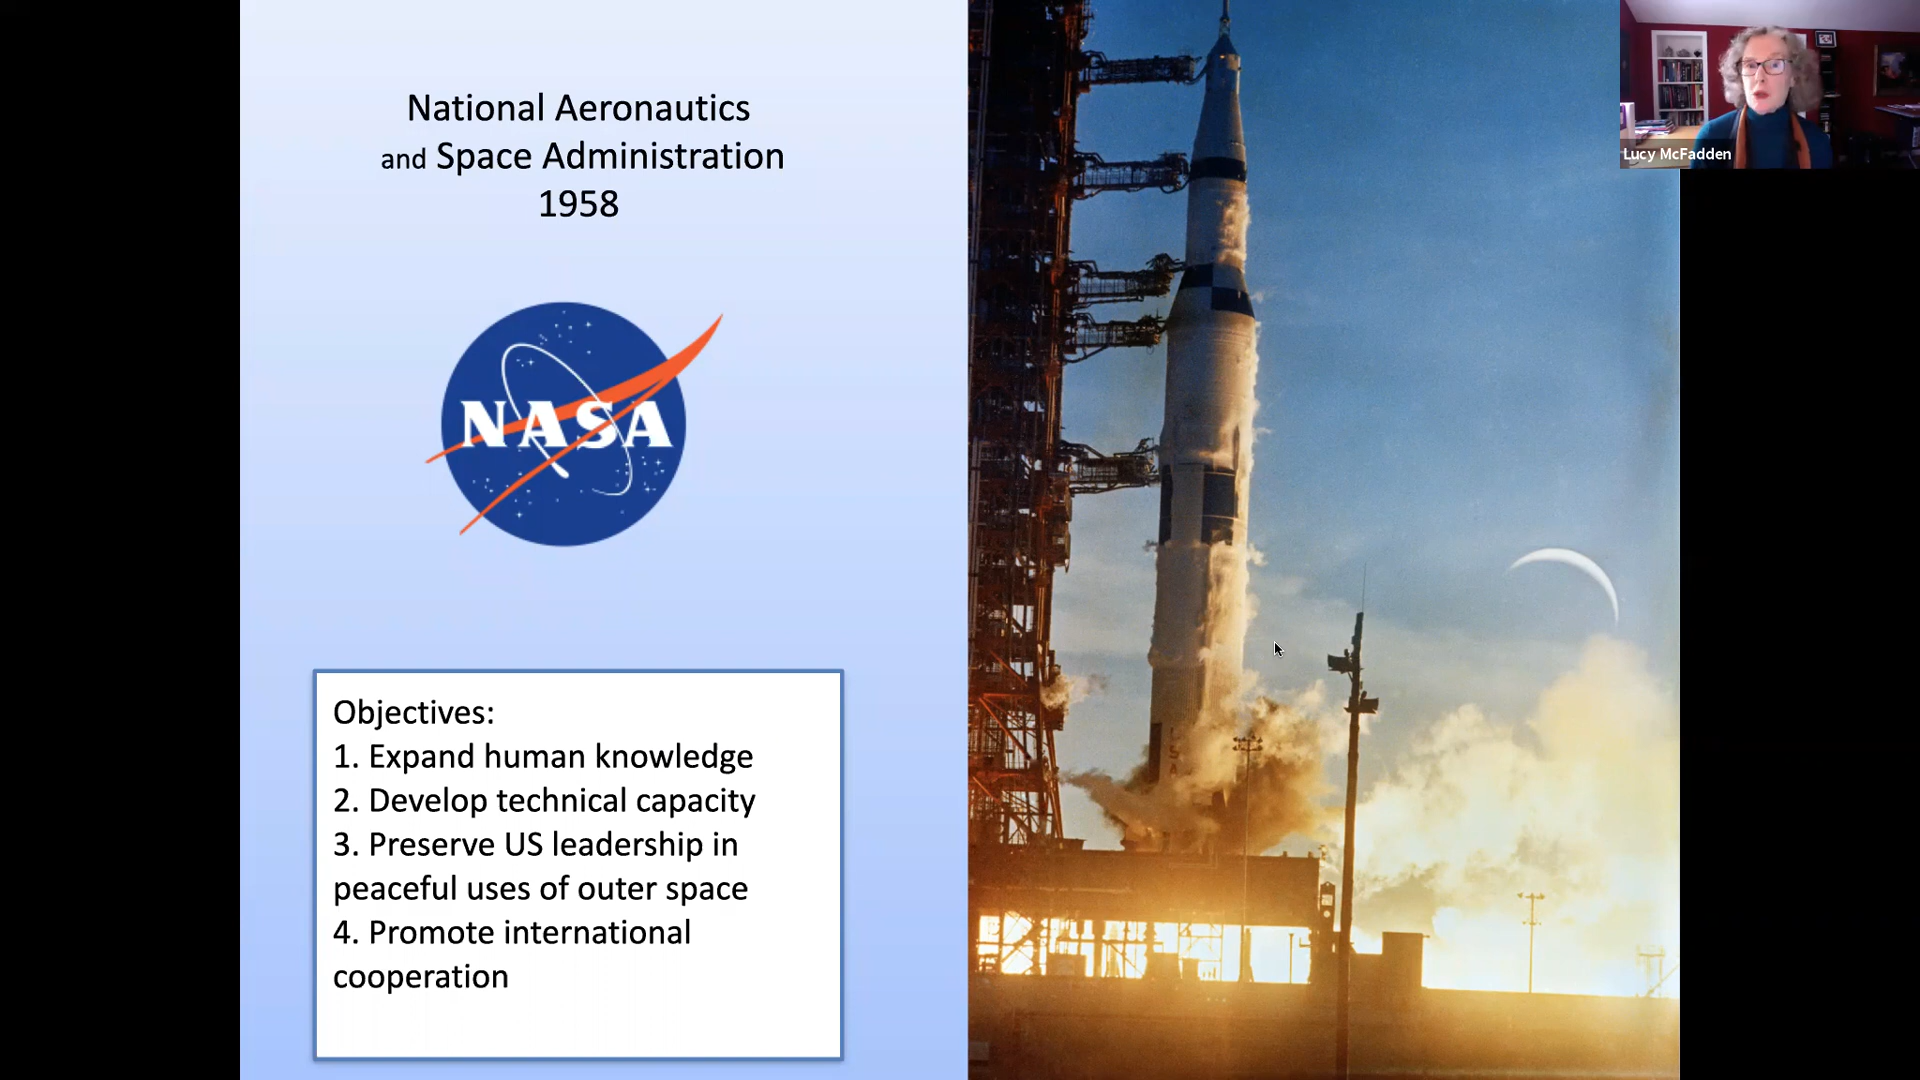 National Aeronautics
and Space Administration
1958
NASA
Objectives:
1. Expand human knowledge
2. Develop technical capacity
3. Preserve US leadership in
peaceful uses of outer space
4. Promote international
cooperation
Lucy McFadden
USA